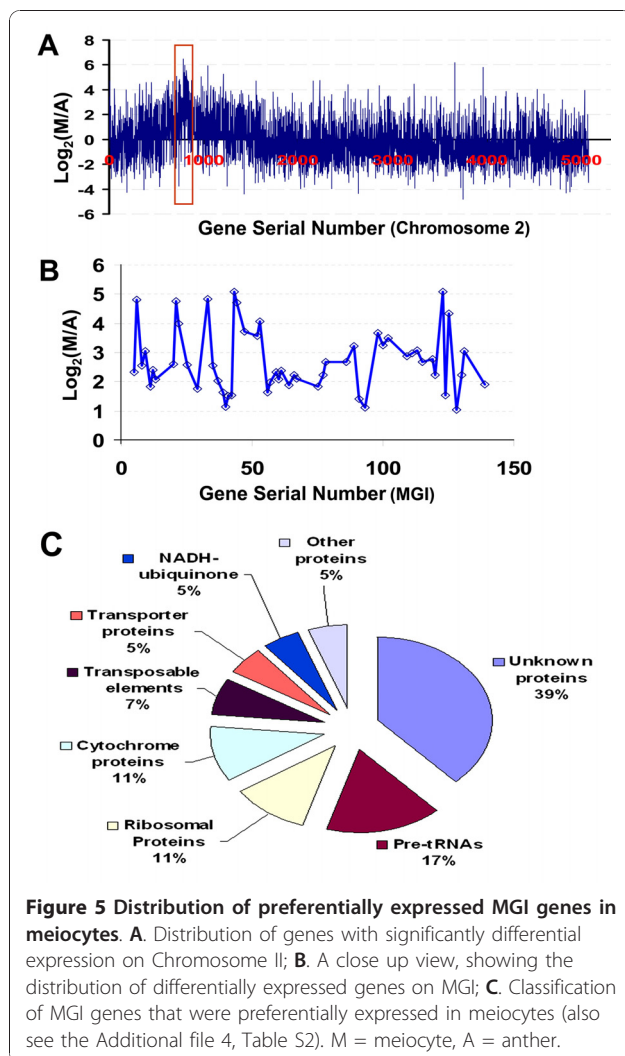 A
8
6
4
2
0
-2
-4
-6
Log2(M/A)
0 1000 2000 3000 4000 5000
Gene Serial Number (Chromosome 2)
B
6
5
4
3
2
1
0
Log2(M/A)
0 50 100 150
Gene Serial Number (MGI)
C
Other
proteins
5%
NADH-
ubiquinone
5%
Transporter
proteins
5%
Transposable
elements
7%
Cytochrome
proteins
11%
Ribosomal
Proteins
11%
Pre-tRNAs
17%
Unknown
proteins
39%
Figure 5 Distribution of preferentially expressed MGI genes in
meiocytes. A. Distribution of genes with significantly differential
expression on Chromosome II; B. A close up view, showing the
distribution of differentially expressed genes on MGI; C. Classification
of MGI genes that were preferentially expressed in meiocytes (also
see the Additional file 4, Table S2). M = meiocyte, A = anther.